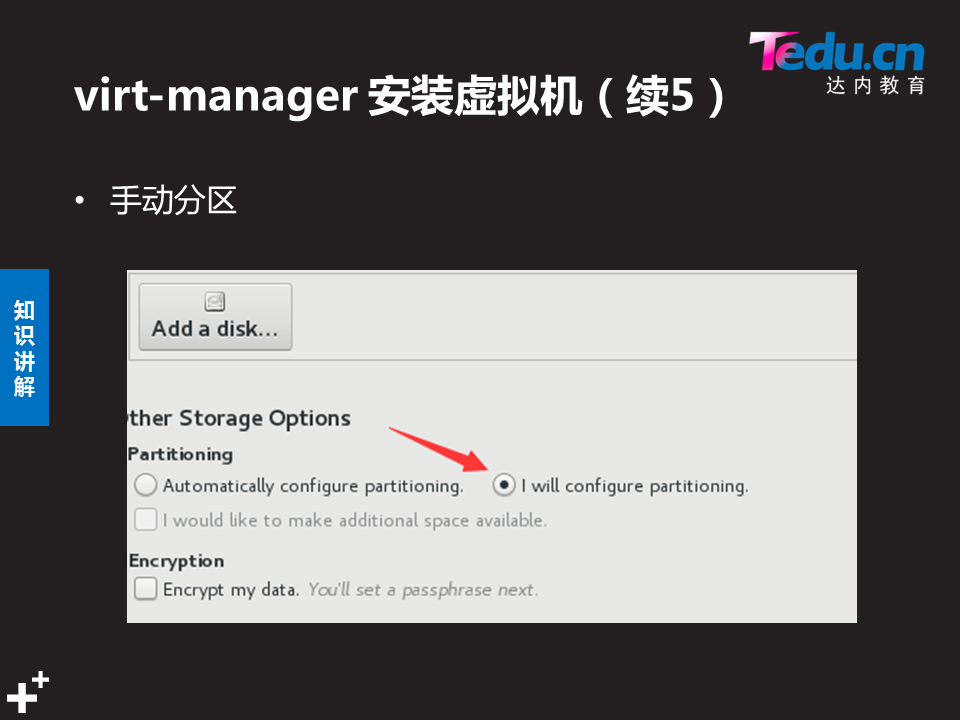 Tedu.cn
达内教育
virt-manager 安装虚拟机（续5）
• 手动分区
知识讲解
Add a disk...
ther Storage Options
Partitioning
Automatically configure partitioning. I will configure partitioning.
I would like to make additional space available.
Encryption
Encrypt my data. You'll set a passphrase next.